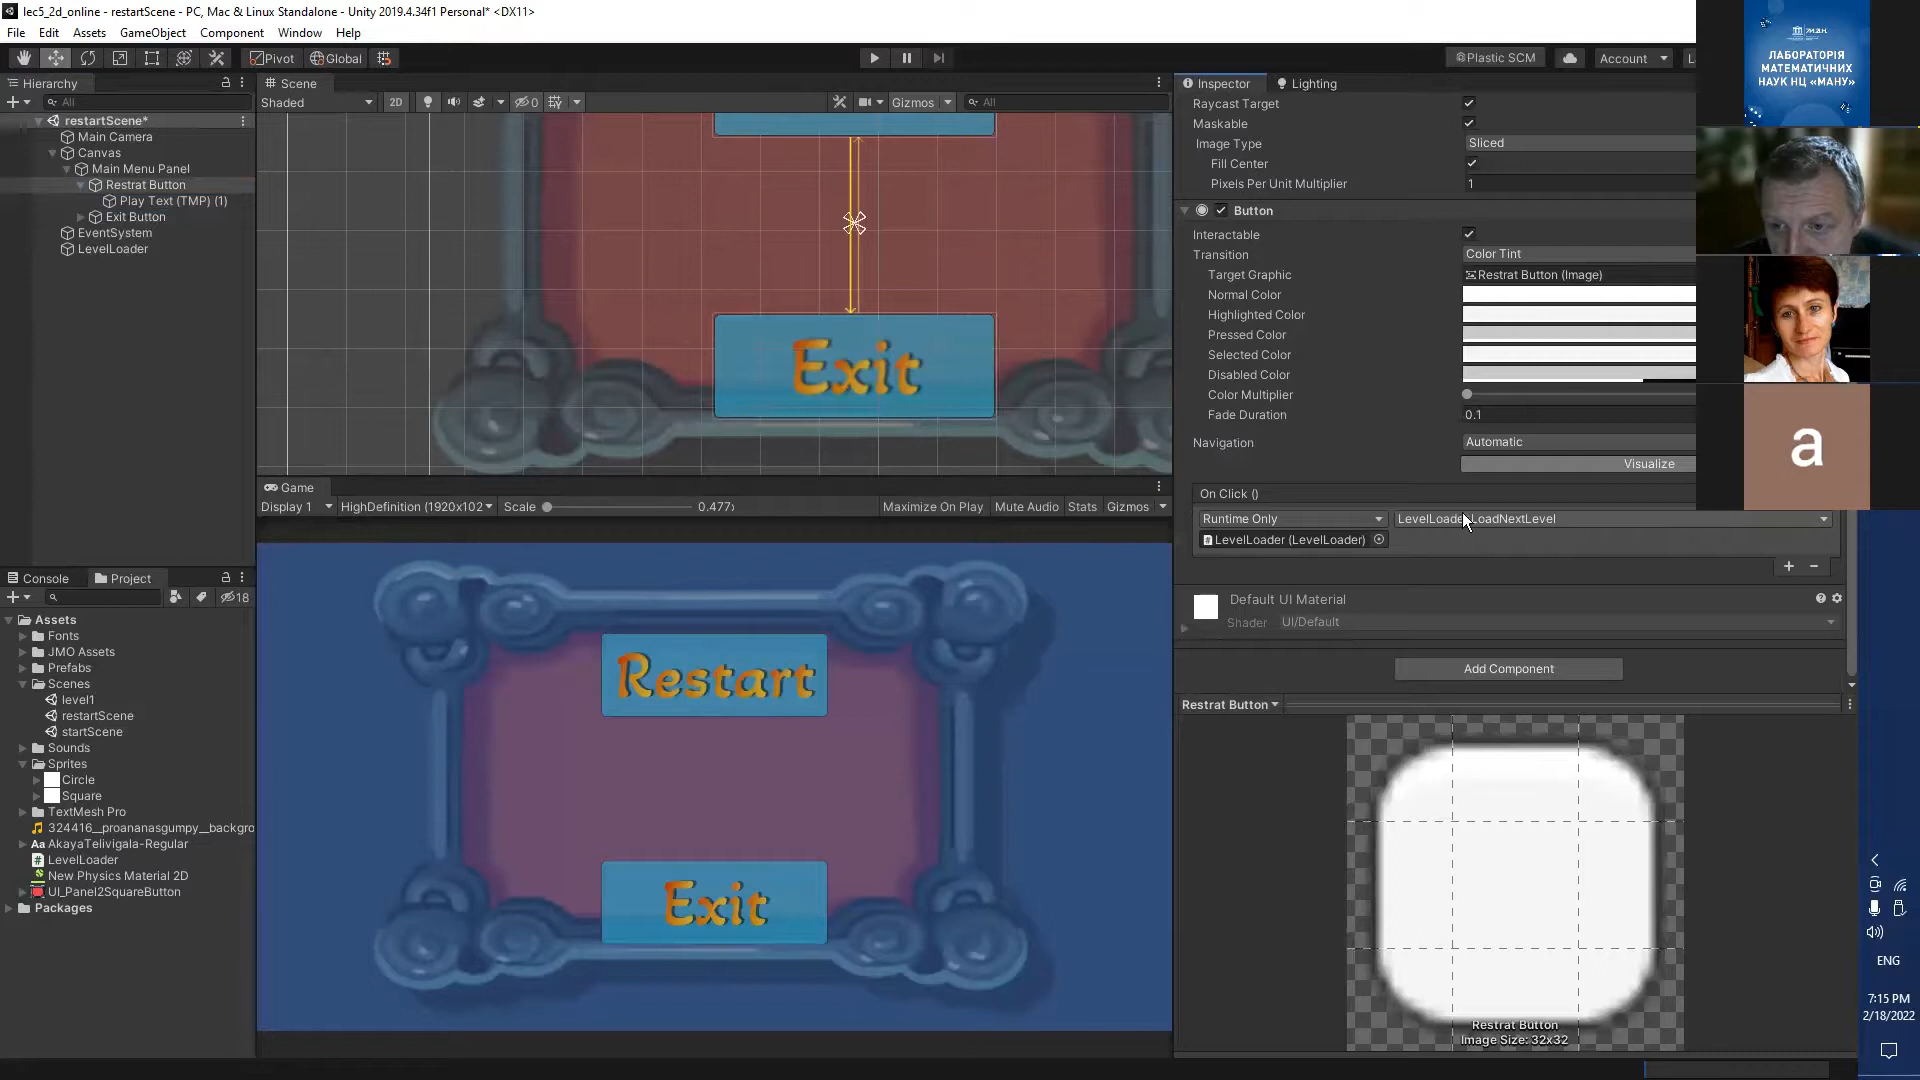 lec5_2d_online - restartScene - PC, Mac & Linux Standalone - Unity 2019.4.34f1 Personal* <DX11>
File Edit Assets GameObject Component Window Help
Pivot Global Plastic SCM Account
Hierarchy
All
restartScene*
Main Camera
Canvas
Main Menu Panel
Restrat Button
Play Text (TMP) (1)
Exit Button
EventSystem
LevelLoader
Scene
Shaded 2D 0 Gizmos All
Exit
Game
Display 1 HighDefinition (1920x102 Scale 0.477 Maximize On Play Mute Audio Stats Gizmos
Restart
Exit
Console Project
18
Assets
Fonts
JMO Assets
Prefabs
Scenes
level1
restartScene
startScene
Sounds
Sprites
Circle
Square
TextMesh Pro
324416__proananasgumpy__backgro
Aa AkayaTelivigala-Regular
LevelLoader
New Physics Material 2D
UI_Panel2SquareButton
Packages
Inspector Lighting
Raycast Target
Maskable
Image Type Sliced
Fill Center
Pixels Per Unit Multiplier 1
Button
Interactable
Transition Color Tint
Target Graphic Restrat Button (Image)
Normal Color
Highlighted Color
Pressed Color
Selected Color
Disabled Color
Color Multiplier
Fade Duration 0.1
Navigation Automatic
Visualize
On Click ()
Runtime Only LevelLoader.LoadNextLevel
LevelLoader (LevelLoader)
Default UI Material
Shader UI/Default
Add Component
Restrat Button
Restrat Button
Image Size: 32x32
ЛАБОРАТОРІЯ
МАТЕМАТИЧНИХ
НАУК НЦ «МАНУ»
a
ENG
7:15 PM
2/18/2022